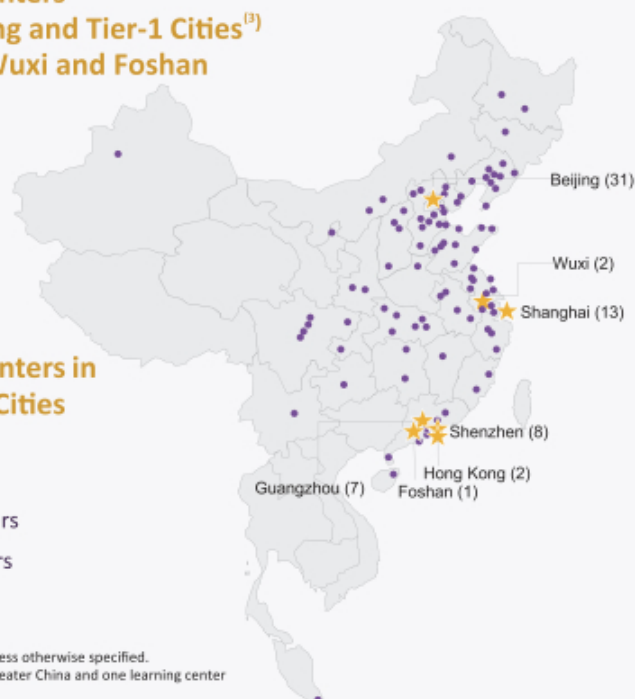 ng and Tier-1 Cities(3)
Wuxi and Foshan
Beijing (31)
Wuxi (2)
Shanghai (13)
nters in
Cities
Shenzhen (8)
Hong Kong (2)
Guangzhou (7)
Foshan (1)
rs
rs
ess otherwise specified.
eater China and one learning center